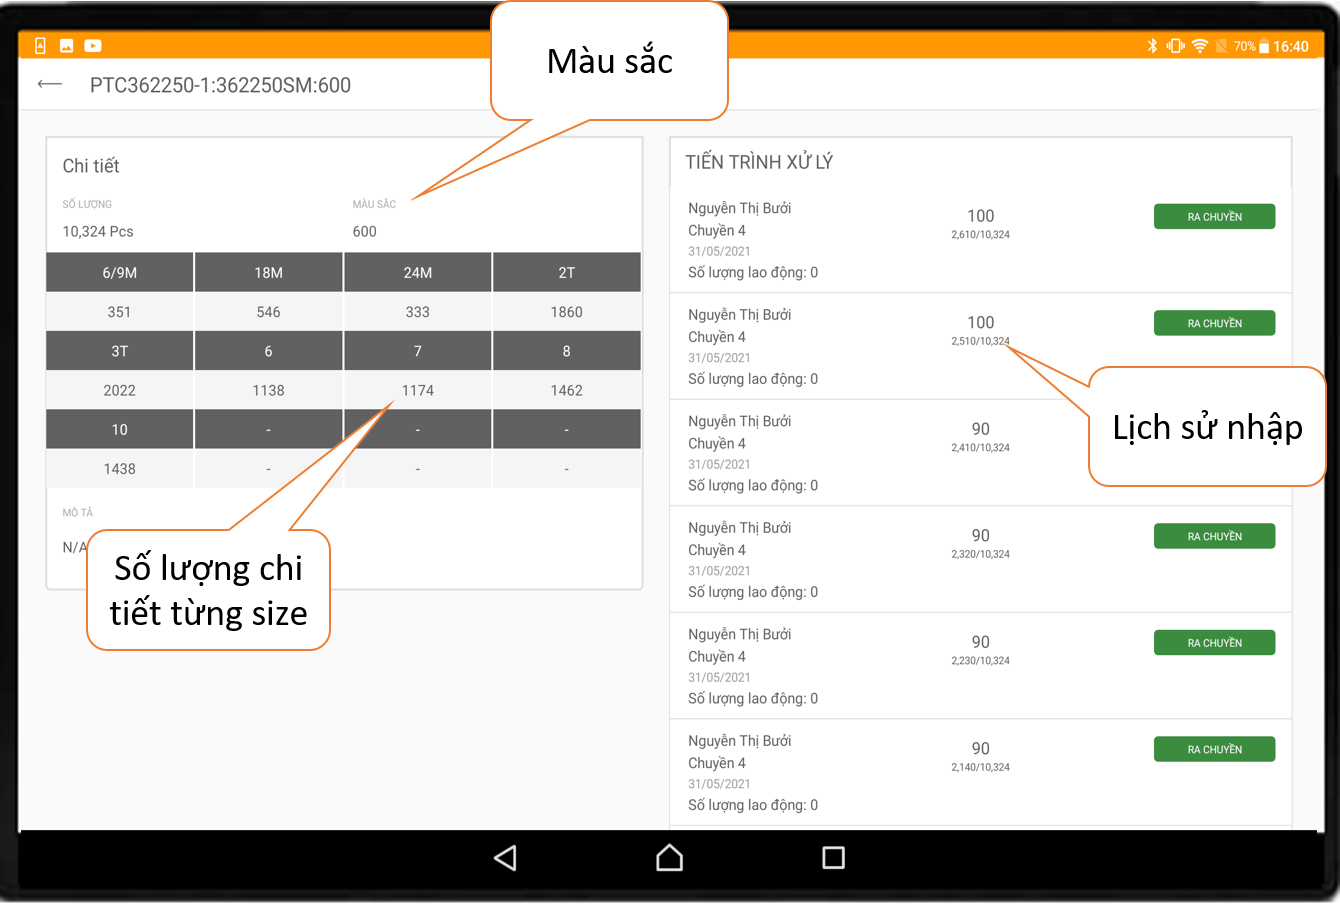 70% 16:40
PTC362250-1:362250SM:600
Màu sắc
Chi tiết
SỐ LƯỢNG MÀU SẮC
10,324 Pcs 600
6/9M 18M 24M 2T
351 546 333 1860
3T 6 7 8
2022 1138 1174 1462
10 - - -
1438 - - -
MÔ TẢ
N/A
Số lượng chi
tiết từng size
TIẾN TRÌNH XỬ LÝ
Nguyễn Thị Bưởi
Chuyền 4
31/05/2021
Số lượng lao động: 0
100
2,610/10,324
RA CHUYỀN
Nguyễn Thị Bưởi
Chuyền 4
31/05/2021
Số lượng lao động: 0
100
2,510/10,324
RA CHUYỀN
Lịch sử nhập
Nguyễn Thị Bưởi
Chuyền 4
31/05/2021
Số lượng lao động: 0
90
2,410/10,324
Nguyễn Thị Bưởi
Chuyền 4
31/05/2021
Số lượng lao động: 0
90
2,320/10,324
RA CHUYỀN
Nguyễn Thị Bưởi
Chuyền 4
31/05/2021
Số lượng lao động: 0
90
2,230/10,324
RA CHUYỀN
Nguyễn Thị Bưởi
Chuyền 4
31/05/2021
Số lượng lao động: 0
90
2,140/10,324
RA CHUYỀN